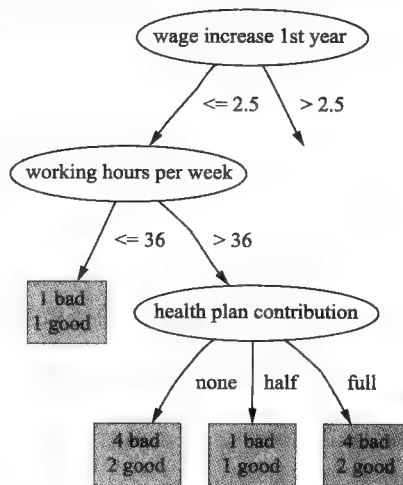 wage increase 1st year
<= 2.5 > 2.5
working hours per week
<= 36 > 36
1 bad
1 good
health plan contribution
none half full
4 bad 1 bad 4 bad
2 good 1 good 2 good